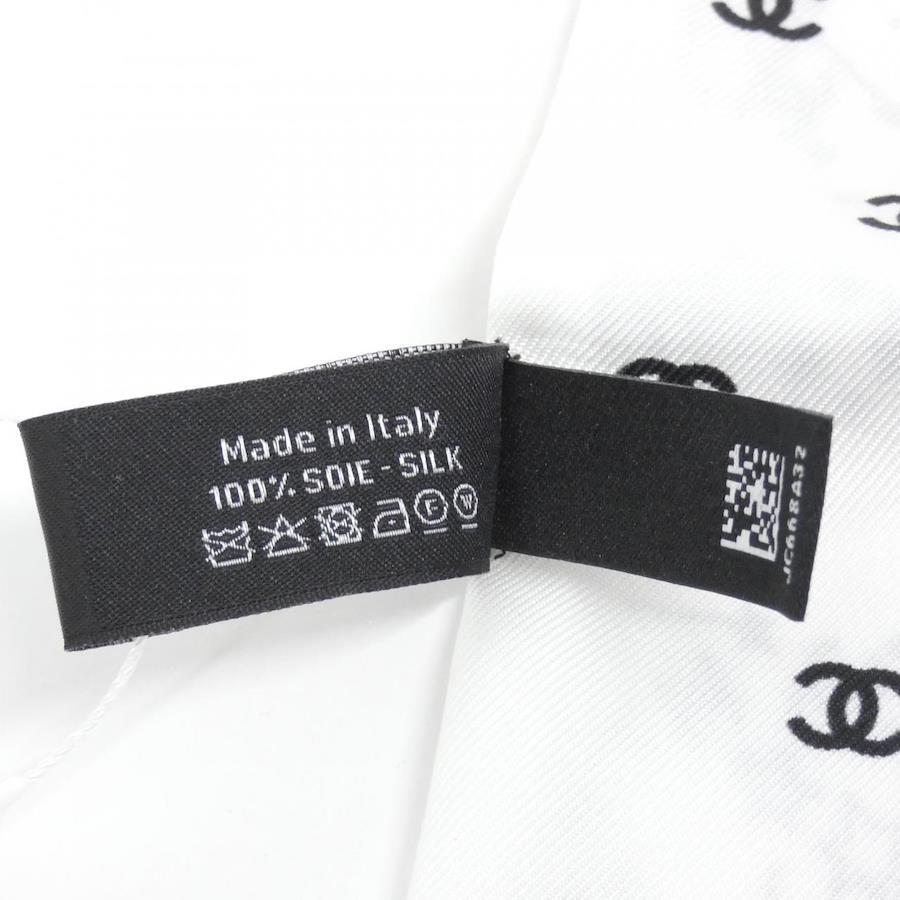 Made in Italy
100% SOIE - SILK
F W
JC668A32